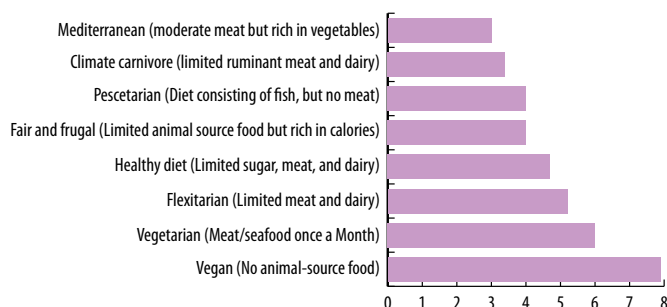 Mediterranean (moderate meat but rich in vegetables)
Climate carnivore (limited ruminant meat and dairy)
Pescetarian (Diet consisting of fish, but no meat)
Fair and frugal (Limited animal source food but rich in calories)
Healthy diet (Limited sugar, meat, and dairy)
Flexitarian (Limited meat and dairy)
Vegetarian (Meat/seafood once a Month)
Vegan (No animal-source food)
0 1 2 3 4 5 6 7 8